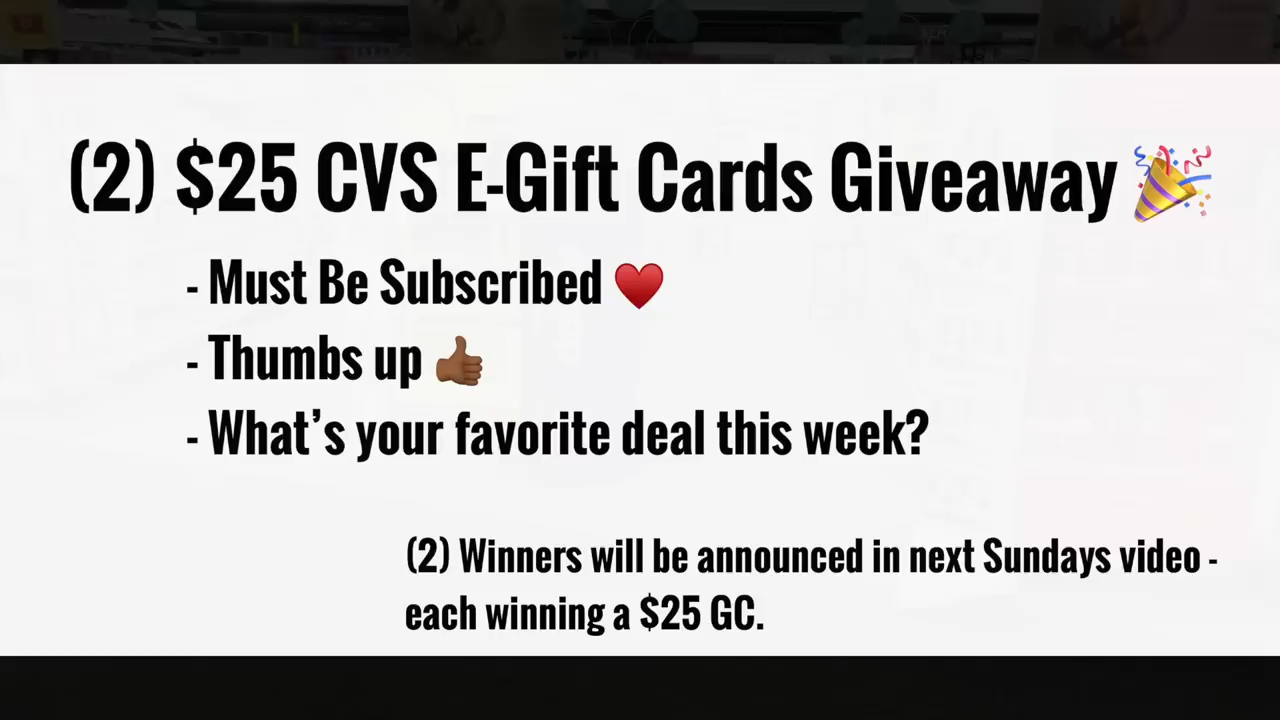 (2) $25 CVS E-Gift Cards Giveaway 🎉
- Must Be Subscribed ♥️
- Thumbs up 👍🏾
- What’s your favorite deal this week?
(2) Winners will be announced in next Sundays video -
each winning a $25 GC.